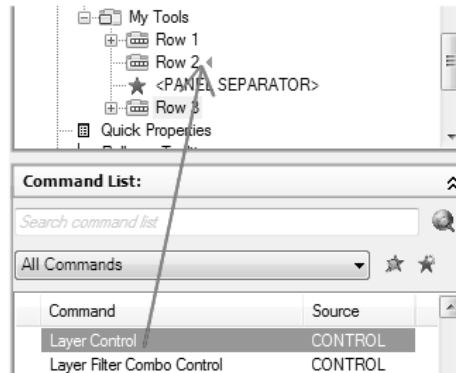 My Tools
Row 1
Row 2
<PANEL SEPARATOR>
Row 3
Quick Properties
Command List:
Search command list
All Commands
Command Source
Layer Control CONTROL
Layer Filter Combo Control CONTROL